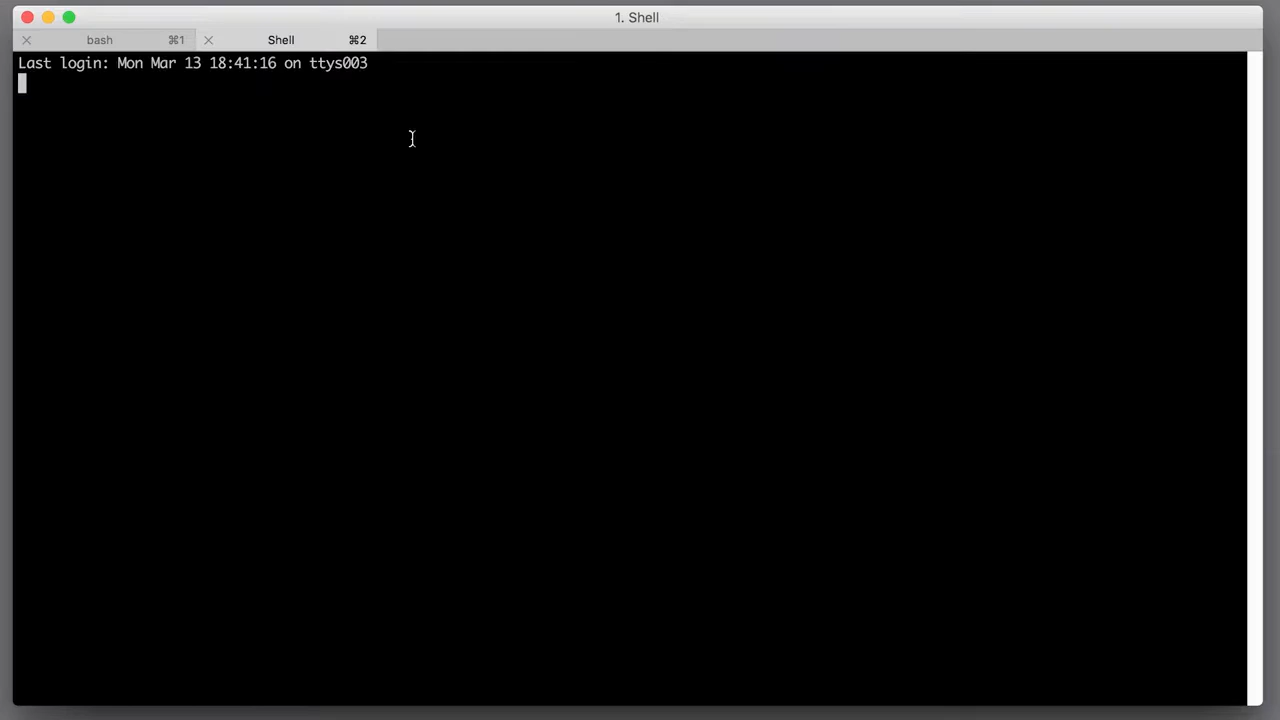 1. Shell
bash ⌘1 Shell ⌘2
Last login: Mon Mar 13 18:41:16 on ttys003